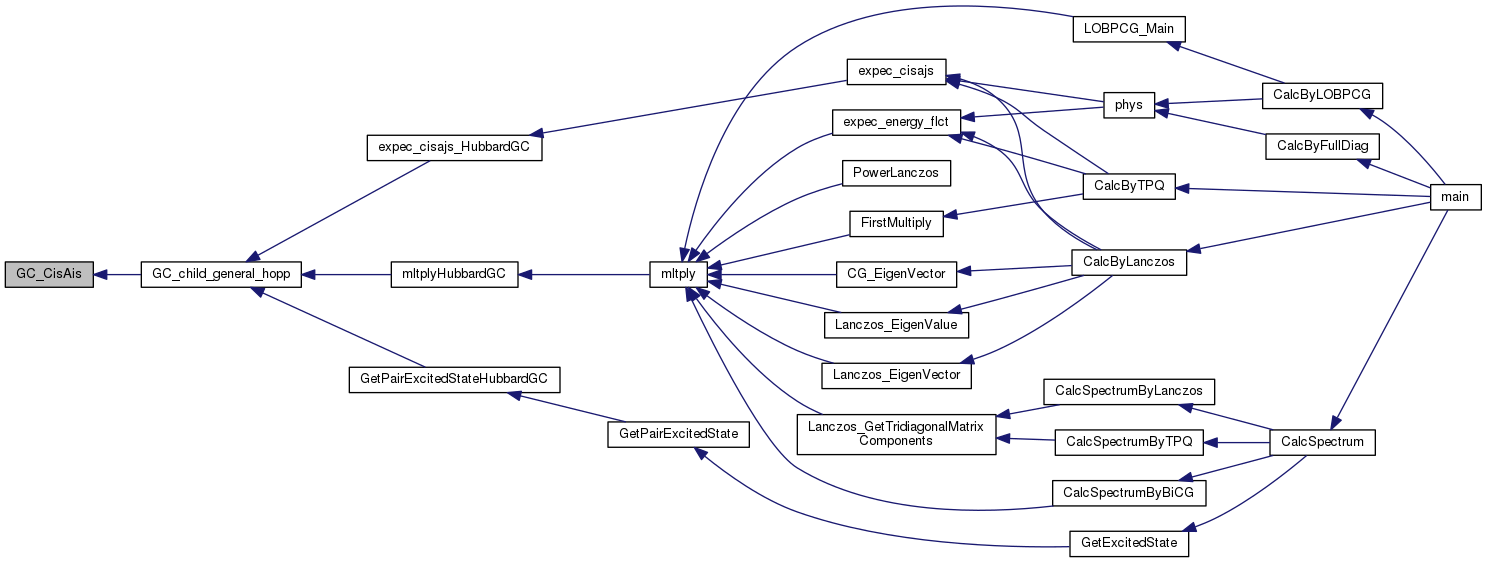 LOBPCG_Main
expec_cisajs
CalcByLOBPCG
phys
expec_energy_flct
expec_cisajs_HubbardGC
CalcByFullDiag
PowerLanczos
CalcByTPQ
main
FirstMultiply
GC_CisAis
GC_child_general_hopp
mltplyHubbardGC
mltply
CG_EigenVector
CalcByLanczos
Lanczos_EigenValue
GetPairExcitedStateHubbardGC
Lanczos_EigenVector
CalcSpectrumByLanczos
GetPairExcitedState
Lanczos_GetTridiagonalMatrix
Components
CalcSpectrumByTPQ
CalcSpectrum
CalcSpectrumByBiCG
GetExcitedState